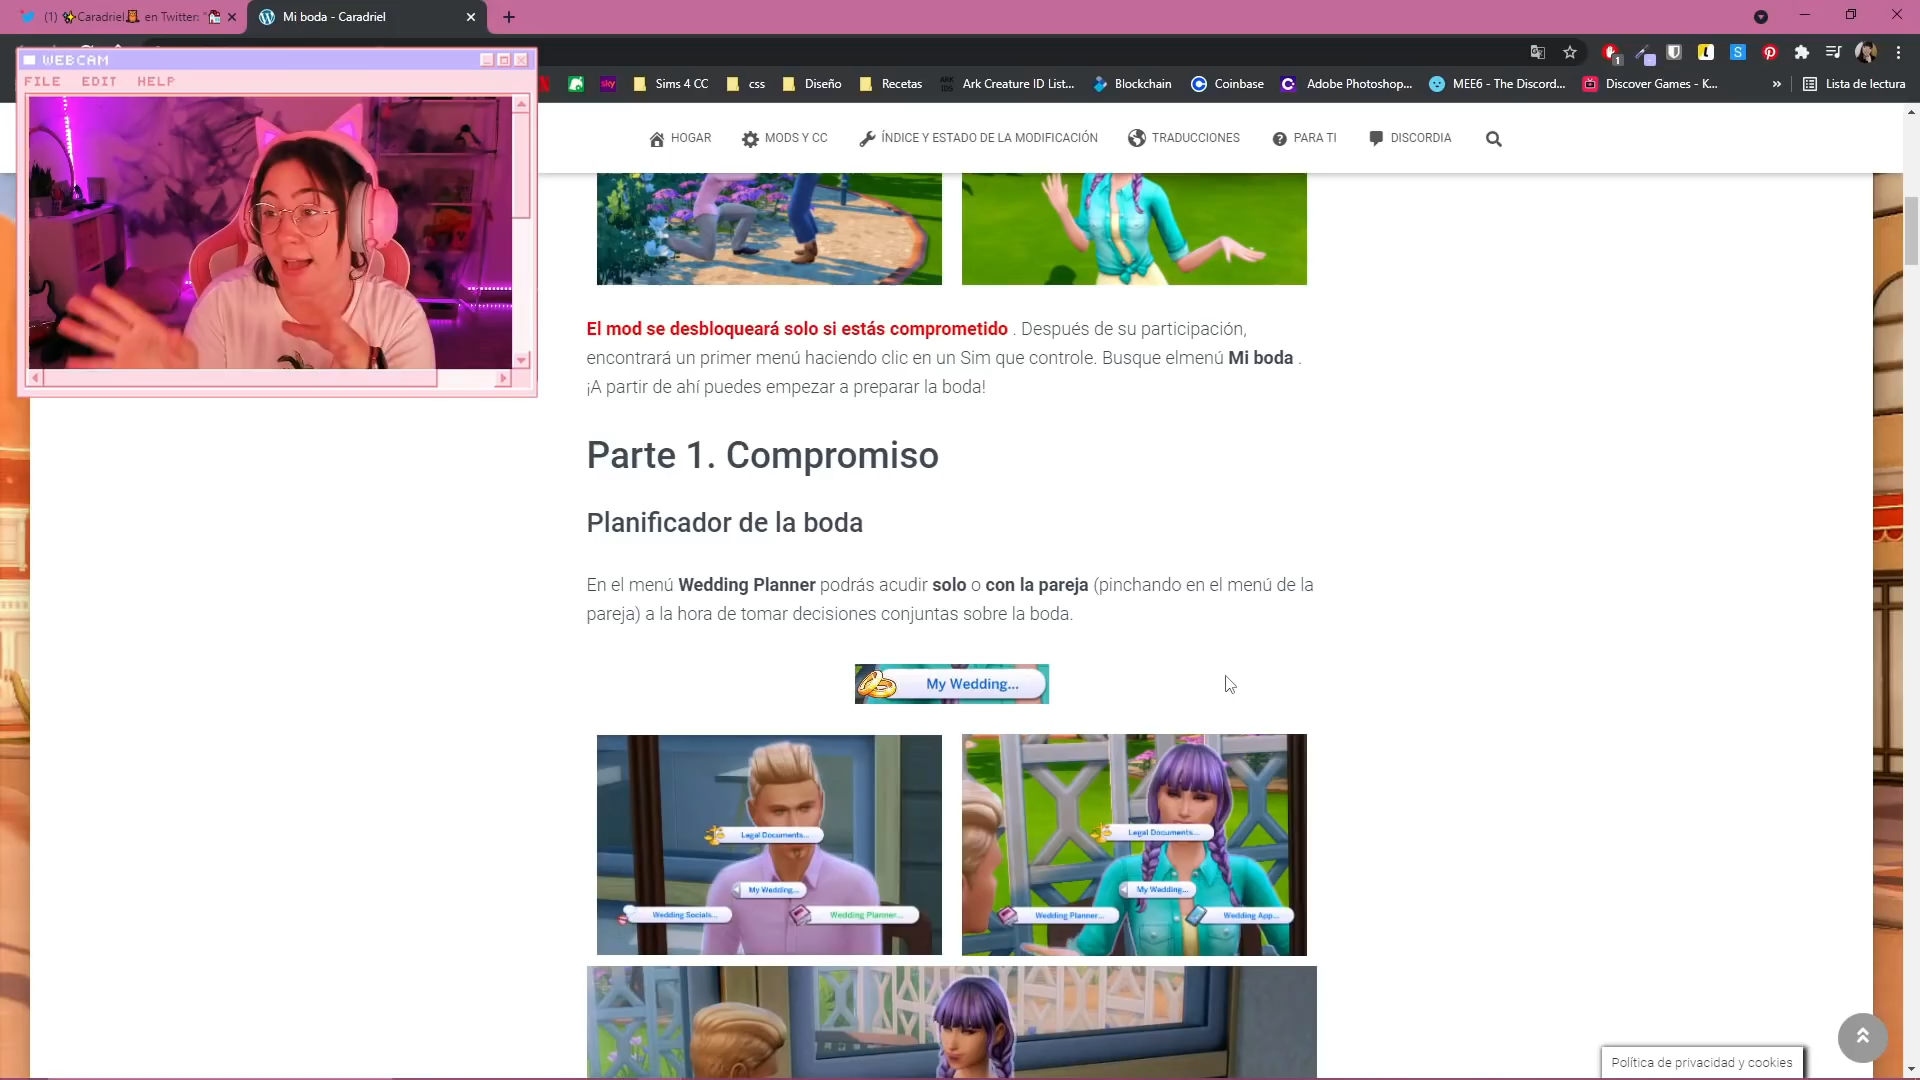 (1) ✨Caradriel🧸 en Twitter: "🏩
Mi boda - Caradriel
WEBCAM
FILE EDIT HELP
sky
Sims 4 CC
css
Diseño
Recetas
Ark Creature ID List...
Blockchain
Coinbase
Adobe Photoshop...
MEE6 - The Discord...
Discover Games - K...
»
Lista de lectura
HOGAR
MODS Y CC
ÍNDICE Y ESTADO DE LA MODIFICACIÓN
TRADUCCIONES
PARA TI
DISCORDIA
El mod se desbloqueará solo si estás comprometido . Después de su participación,
encontrará un primer menú haciendo clic en un Sim que controle. Busque elmenú Mi boda .
¡A partir de ahí puedes empezar a preparar la boda!
Parte 1. Compromiso
Planificador de la boda
En el menú Wedding Planner podrás acudir solo o con la pareja (pinchando en el menú de la
pareja) a la hora de tomar decisiones conjuntas sobre la boda.
My Wedding...
Legal Documents...
My Wedding...
Wedding Socials...
Wedding Planner...
Legal Documents...
My Wedding...
Wedding Planner...
Wedding App...
Política de privacidad y cookies